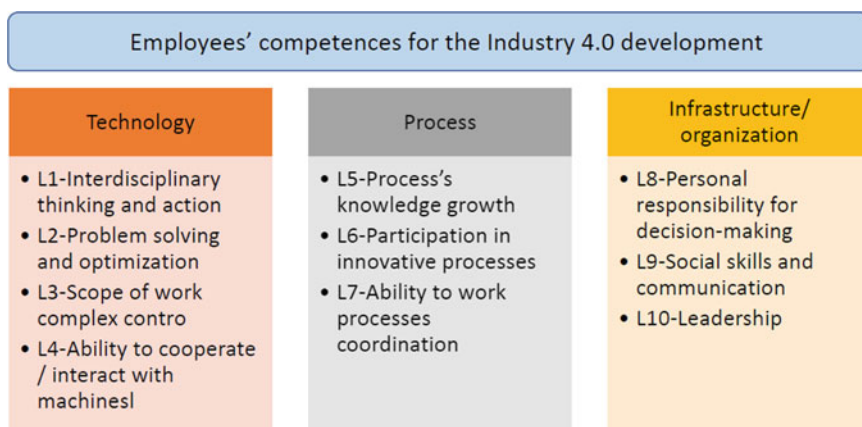 Employees’ competences for the Industry 4.0 development
Technology
• L1-Interdisciplinary
thinking and action
• L2-Problem solving
and optimization
• L3-Scope of work
complex contro
• L4-Ability to cooperate
/ interact with
machinesl
Process
• L5-Process’s
knowledge growth
• L6-Participation in
innovative processes
• L7-Ability to work
processes
coordination
Infrastructure/
organization
• L8-Personal
responsibility for
decision-making
• L9-Social skills and
communication
• L10-Leadership